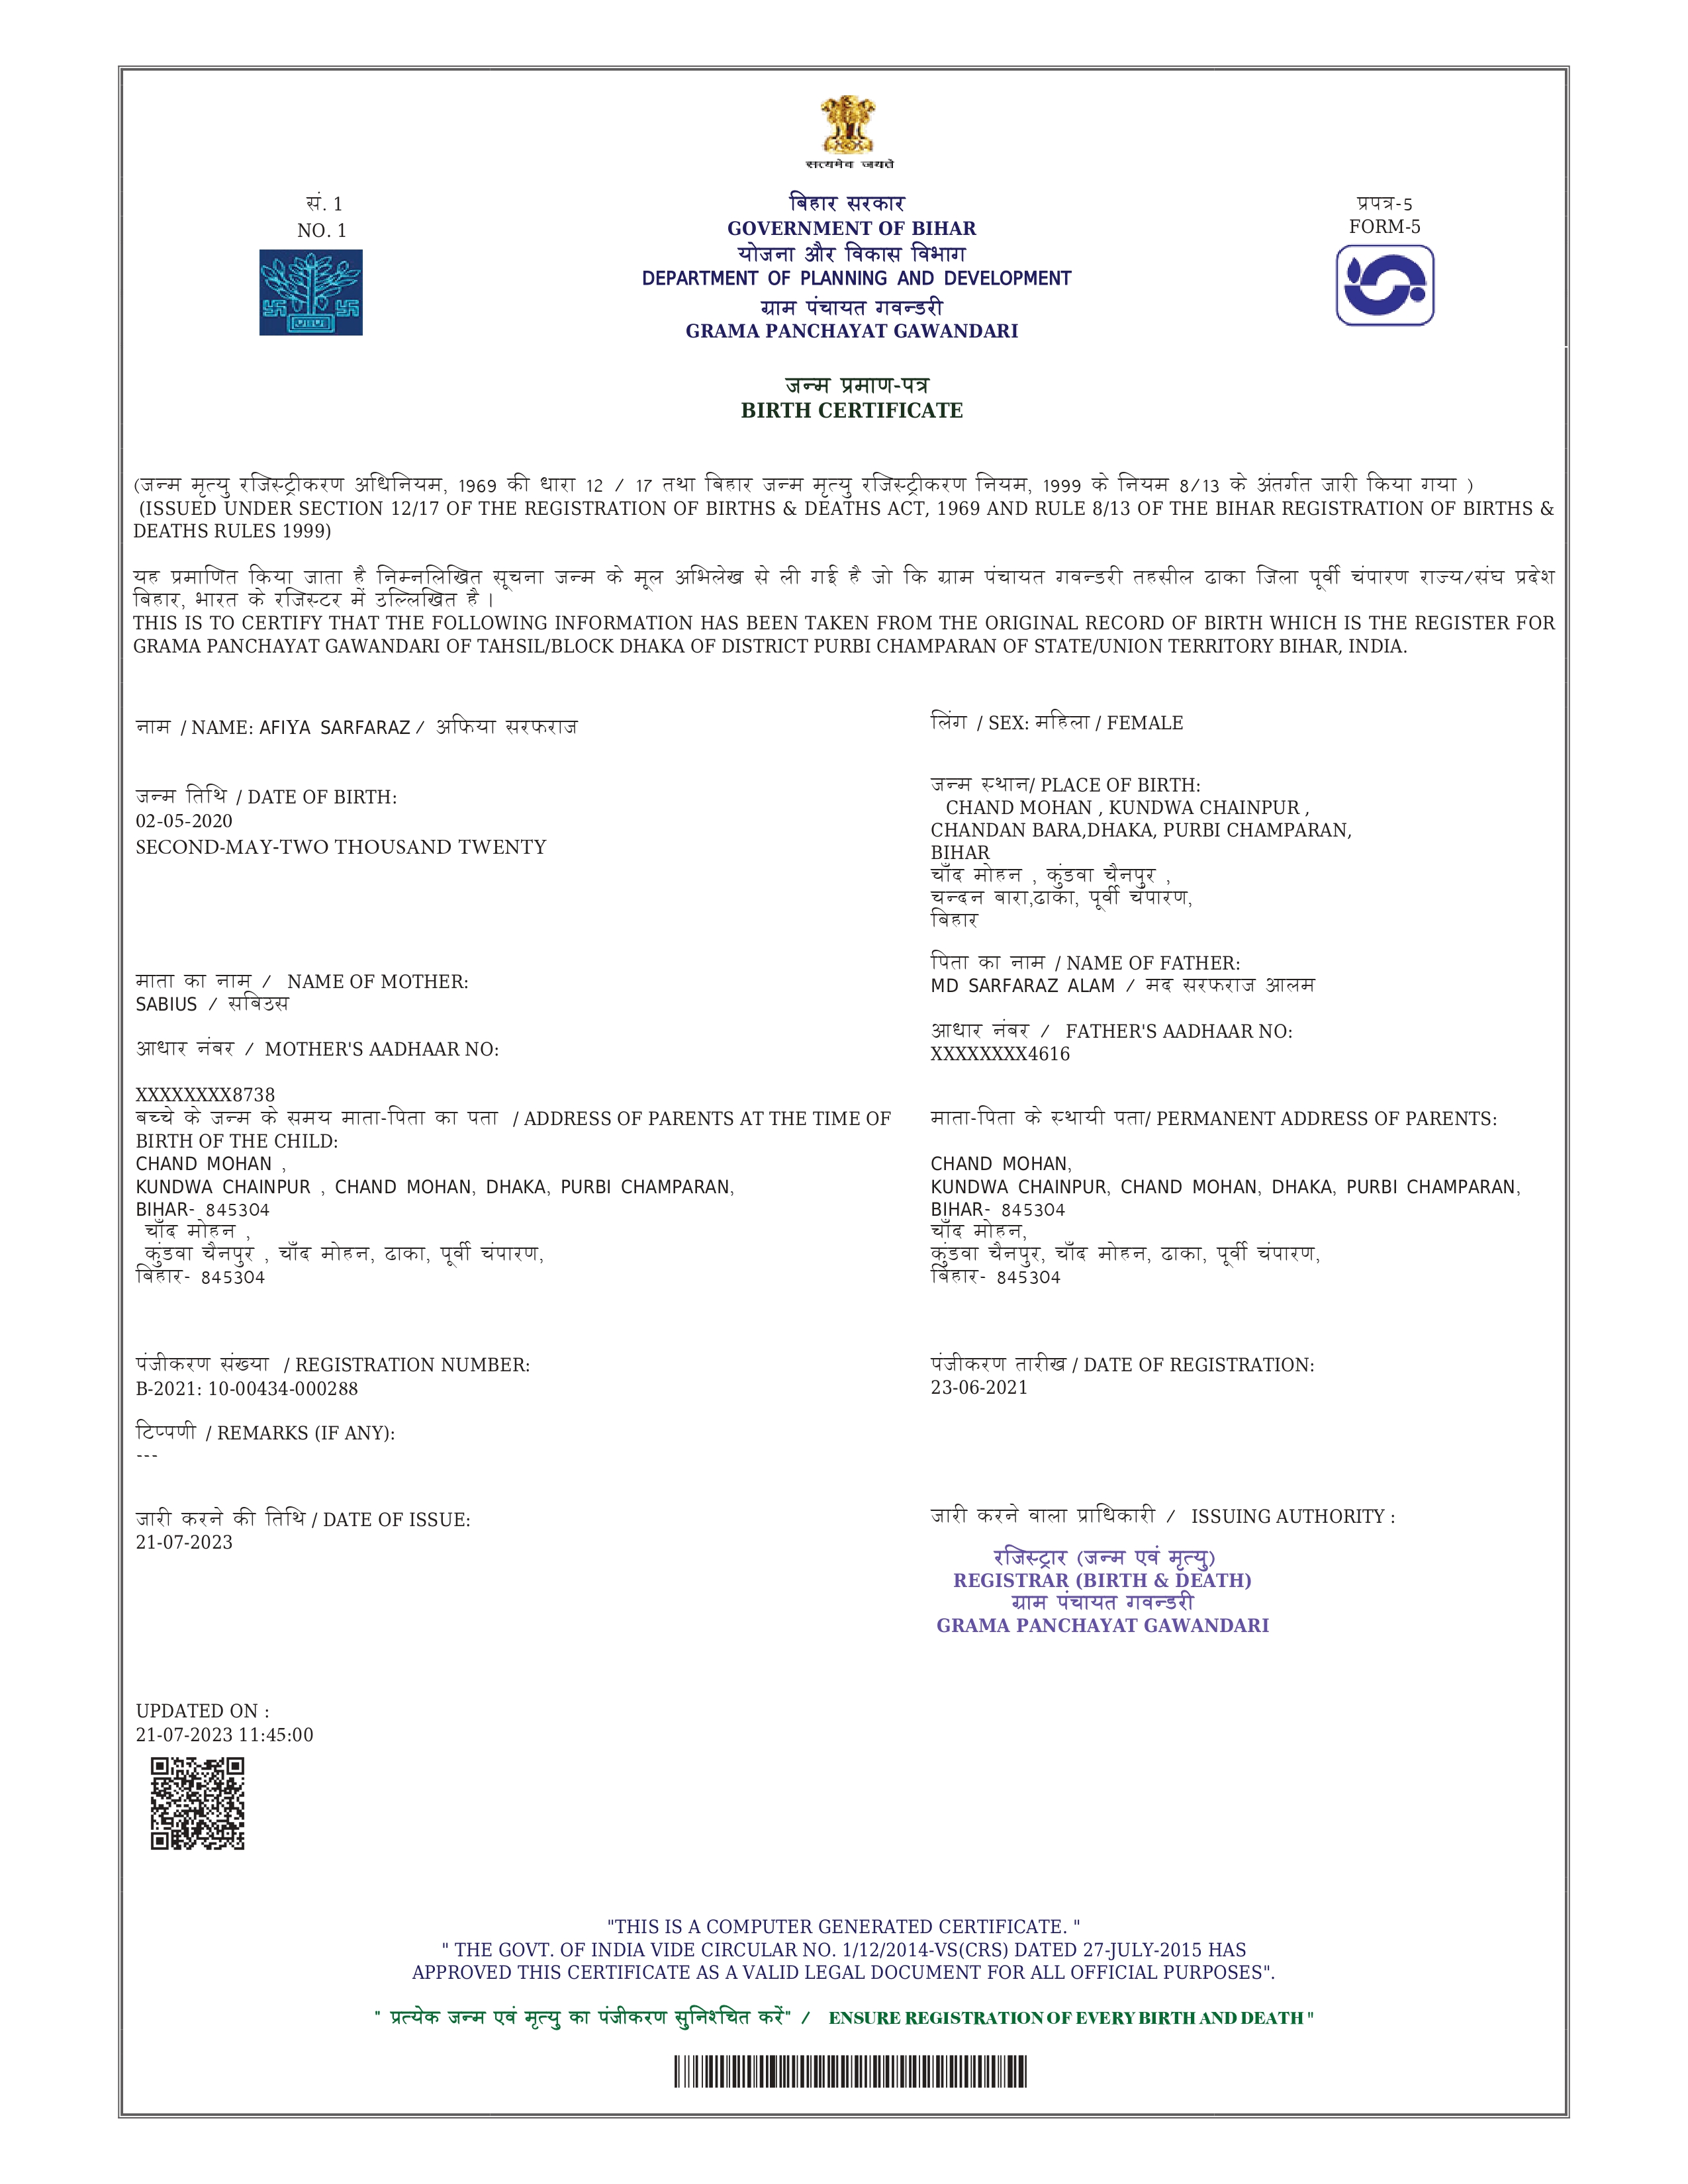 सत्यमेव जयते
सं. 1
NO. 1
बिहार सरकार
GOVERNMENT OF BIHAR
योजना और विकास विभाग
DEPARTMENT OF PLANNING AND DEVELOPMENT
ग्राम पंचायत गवन्डरी
GRAMA PANCHAYAT GAWANDARI
प्रपत्र-5
FORM-5
जन्म प्रमाण-पत्र
BIRTH CERTIFICATE
(जन्म मृत्यु रजिस्ट्रीकरण अधिनियम, 1969 की धारा 12 / 17 तथा बिहार जन्म मृत्यु रजिस्ट्रीकरण नियम, 1999 के नियम 8/13 के अंतर्गत जारी किया गया )
(ISSUED UNDER SECTION 12/17 OF THE REGISTRATION OF BIRTHS & DEATHS ACT, 1969 AND RULE 8/13 OF THE BIHAR REGISTRATION OF BIRTHS &
DEATHS RULES 1999)
यह प्रमाणित किया जाता है निम्नलिखित सूचना जन्म के मूल अभिलेख से ली गई है जो कि ग्राम पंचायत गवन्डरी तहसील ढाका जिला पूर्वी चंपारण राज्य/संघ प्रदेश
बिहार, भारत के रजिस्टर में उल्लिखित है ।
THIS IS TO CERTIFY THAT THE FOLLOWING INFORMATION HAS BEEN TAKEN FROM THE ORIGINAL RECORD OF BIRTH WHICH IS THE REGISTER FOR
GRAMA PANCHAYAT GAWANDARI OF TAHSIL/BLOCK DHAKA OF DISTRICT PURBI CHAMPARAN OF STATE/UNION TERRITORY BIHAR, INDIA.
नाम / NAME: AFIYA SARFARAZ / अफिया सरफराज
लिंग / SEX: महिला / FEMALE
जन्म तिथि / DATE OF BIRTH:
02-05-2020
SECOND-MAY-TWO THOUSAND TWENTY
जन्म स्थान/ PLACE OF BIRTH:
CHAND MOHAN , KUNDWA CHAINPUR ,
CHANDAN BARA,DHAKA, PURBI CHAMPARAN,
BIHAR
चाँद मोहन , कुंडवा चैनपुर ,
चन्दन बारा,ढाका, पूर्वी चंपारण,
बिहार
माता का नाम / NAME OF MOTHER:
SABIUS / सबिउस
पिता का नाम / NAME OF FATHER:
MD SARFARAZ ALAM / मद सरफराज आलम
आधार नंबर / MOTHER'S AADHAAR NO:
XXXXXXXX8738
आधार नंबर / FATHER'S AADHAAR NO:
XXXXXXXX4616
बच्चे के जन्म के समय माता-पिता का पता / ADDRESS OF PARENTS AT THE TIME OF
BIRTH OF THE CHILD:
CHAND MOHAN ,
KUNDWA CHAINPUR , CHAND MOHAN, DHAKA, PURBI CHAMPARAN,
BIHAR- 845304
चाँद मोहन ,
कुंडवा चैनपुर , चाँद मोहन, ढाका, पूर्वी चंपारण,
बिहार- 845304
माता-पिता के स्थायी पता/ PERMANENT ADDRESS OF PARENTS:
CHAND MOHAN,
KUNDWA CHAINPUR, CHAND MOHAN, DHAKA, PURBI CHAMPARAN,
BIHAR- 845304
चाँद मोहन,
कुंडवा चैनपुर, चाँद मोहन, ढाका, पूर्वी चंपारण,
बिहार- 845304
पंजीकरण संख्या / REGISTRATION NUMBER:
B-2021: 10-00434-000288
पंजीकरण तारीख / DATE OF REGISTRATION:
23-06-2021
टिप्पणी / REMARKS (IF ANY):
---
जारी करने की तिथि / DATE OF ISSUE:
21-07-2023
जारी करने वाला प्राधिकारी / ISSUING AUTHORITY :
रजिस्ट्रार (जन्म एवं मृत्यु)
REGISTRAR (BIRTH & DEATH)
ग्राम पंचायत गवन्डरी
GRAMA PANCHAYAT GAWANDARI
UPDATED ON :
21-07-2023 11:45:00
"THIS IS A COMPUTER GENERATED CERTIFICATE. "
" THE GOVT. OF INDIA VIDE CIRCULAR NO. 1/12/2014-VS(CRS) DATED 27-JULY-2015 HAS
APPROVED THIS CERTIFICATE AS A VALID LEGAL DOCUMENT FOR ALL OFFICIAL PURPOSES".
" प्रत्येक जन्म एवं मृत्यु का पंजीकरण सुनिश्चित करें" / ENSURE REGISTRATION OF EVERY BIRTH AND DEATH "